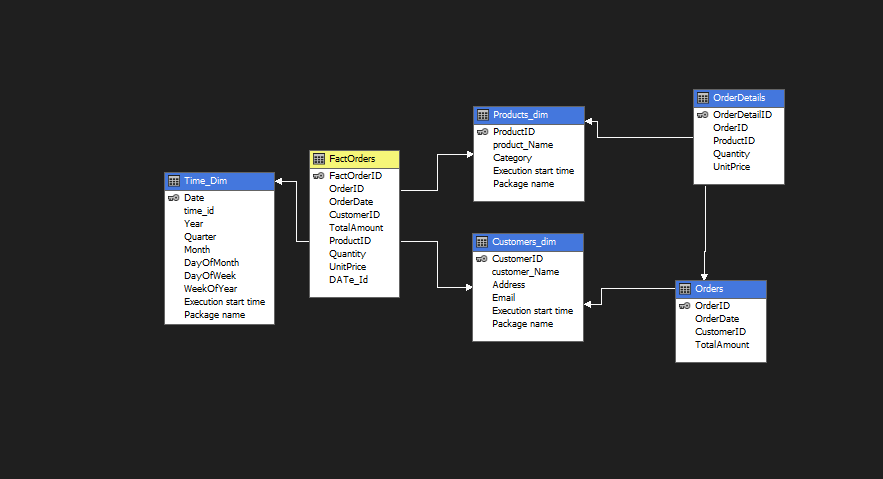 Time_Dim
Date
time_id
Year
Quarter
Month
DayOfMonth
DayOfWeek
WeekOfYear
Execution start time
Package name
FactOrders
FactOrderID
OrderID
OrderDate
CustomerID
TotalAmount
ProductID
Quantity
UnitPrice
DATe_Id
Products_dim
ProductID
product_Name
Category
Execution start time
Package name
Customers_dim
CustomerID
customer_Name
Address
Email
Execution start time
Package name
OrderDetails
OrderDetailID
OrderID
ProductID
Quantity
UnitPrice
Orders
OrderID
OrderDate
CustomerID
TotalAmount